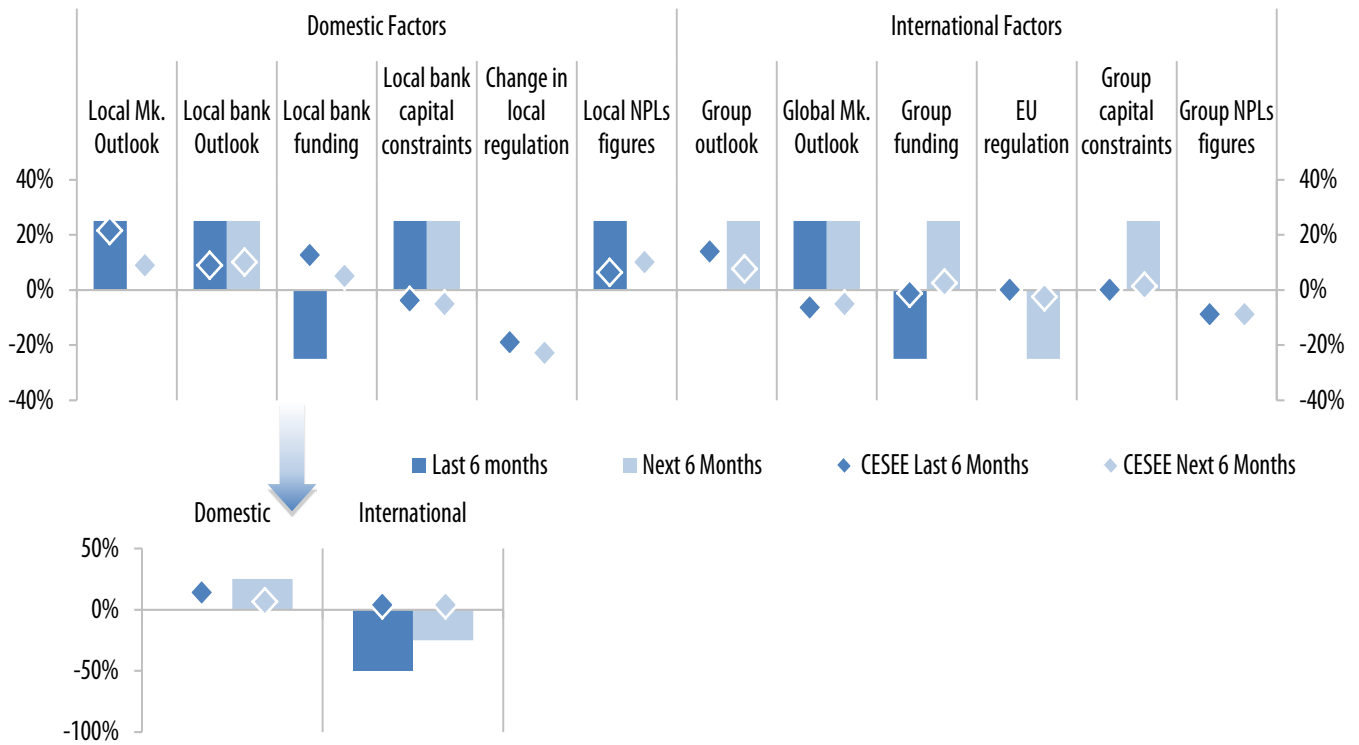 Domestic Factors
International Factors
Local Mk.
Outlook
Local bank
Outlook
Local bank
funding
Local bank
capital
constraints
Change in
local
regulation
Local NPLs
figures
Group
outlook
Global Mk.
Outlook
Group
funding
EU
regulation
Group
capital
constraints
Group NPLs
figures
40%
20%
0%
-20%
-40%
40%
20%
0%
-20%
-40%
Last 6 months
Next 6 Months
CESEE Last 6 Months
CESEE Next 6 Months
Domestic
International
50%
0%
-50%
-100%